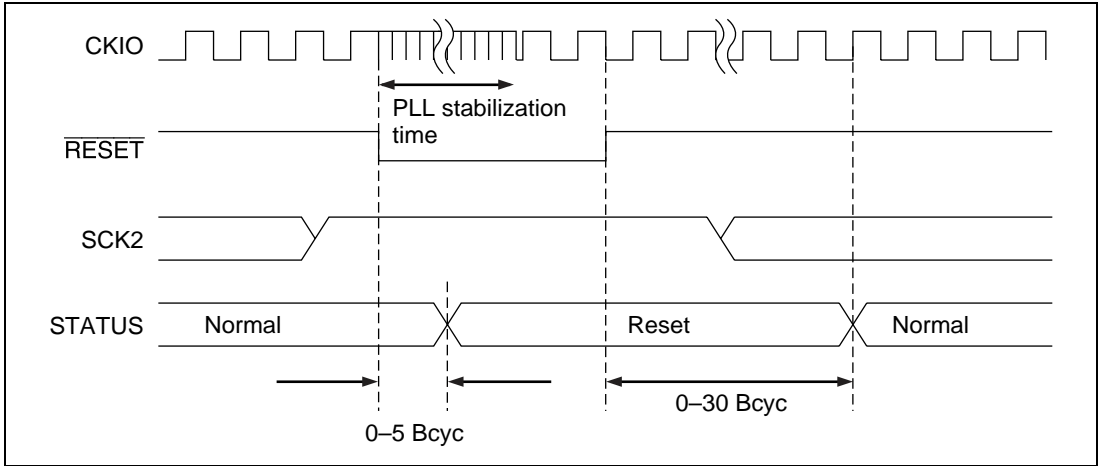 CKIO
PLL stabilization
time
RESET
SCK2
STATUS
Normal
Reset
Normal
0–5 Bcyc
0–30 Bcyc